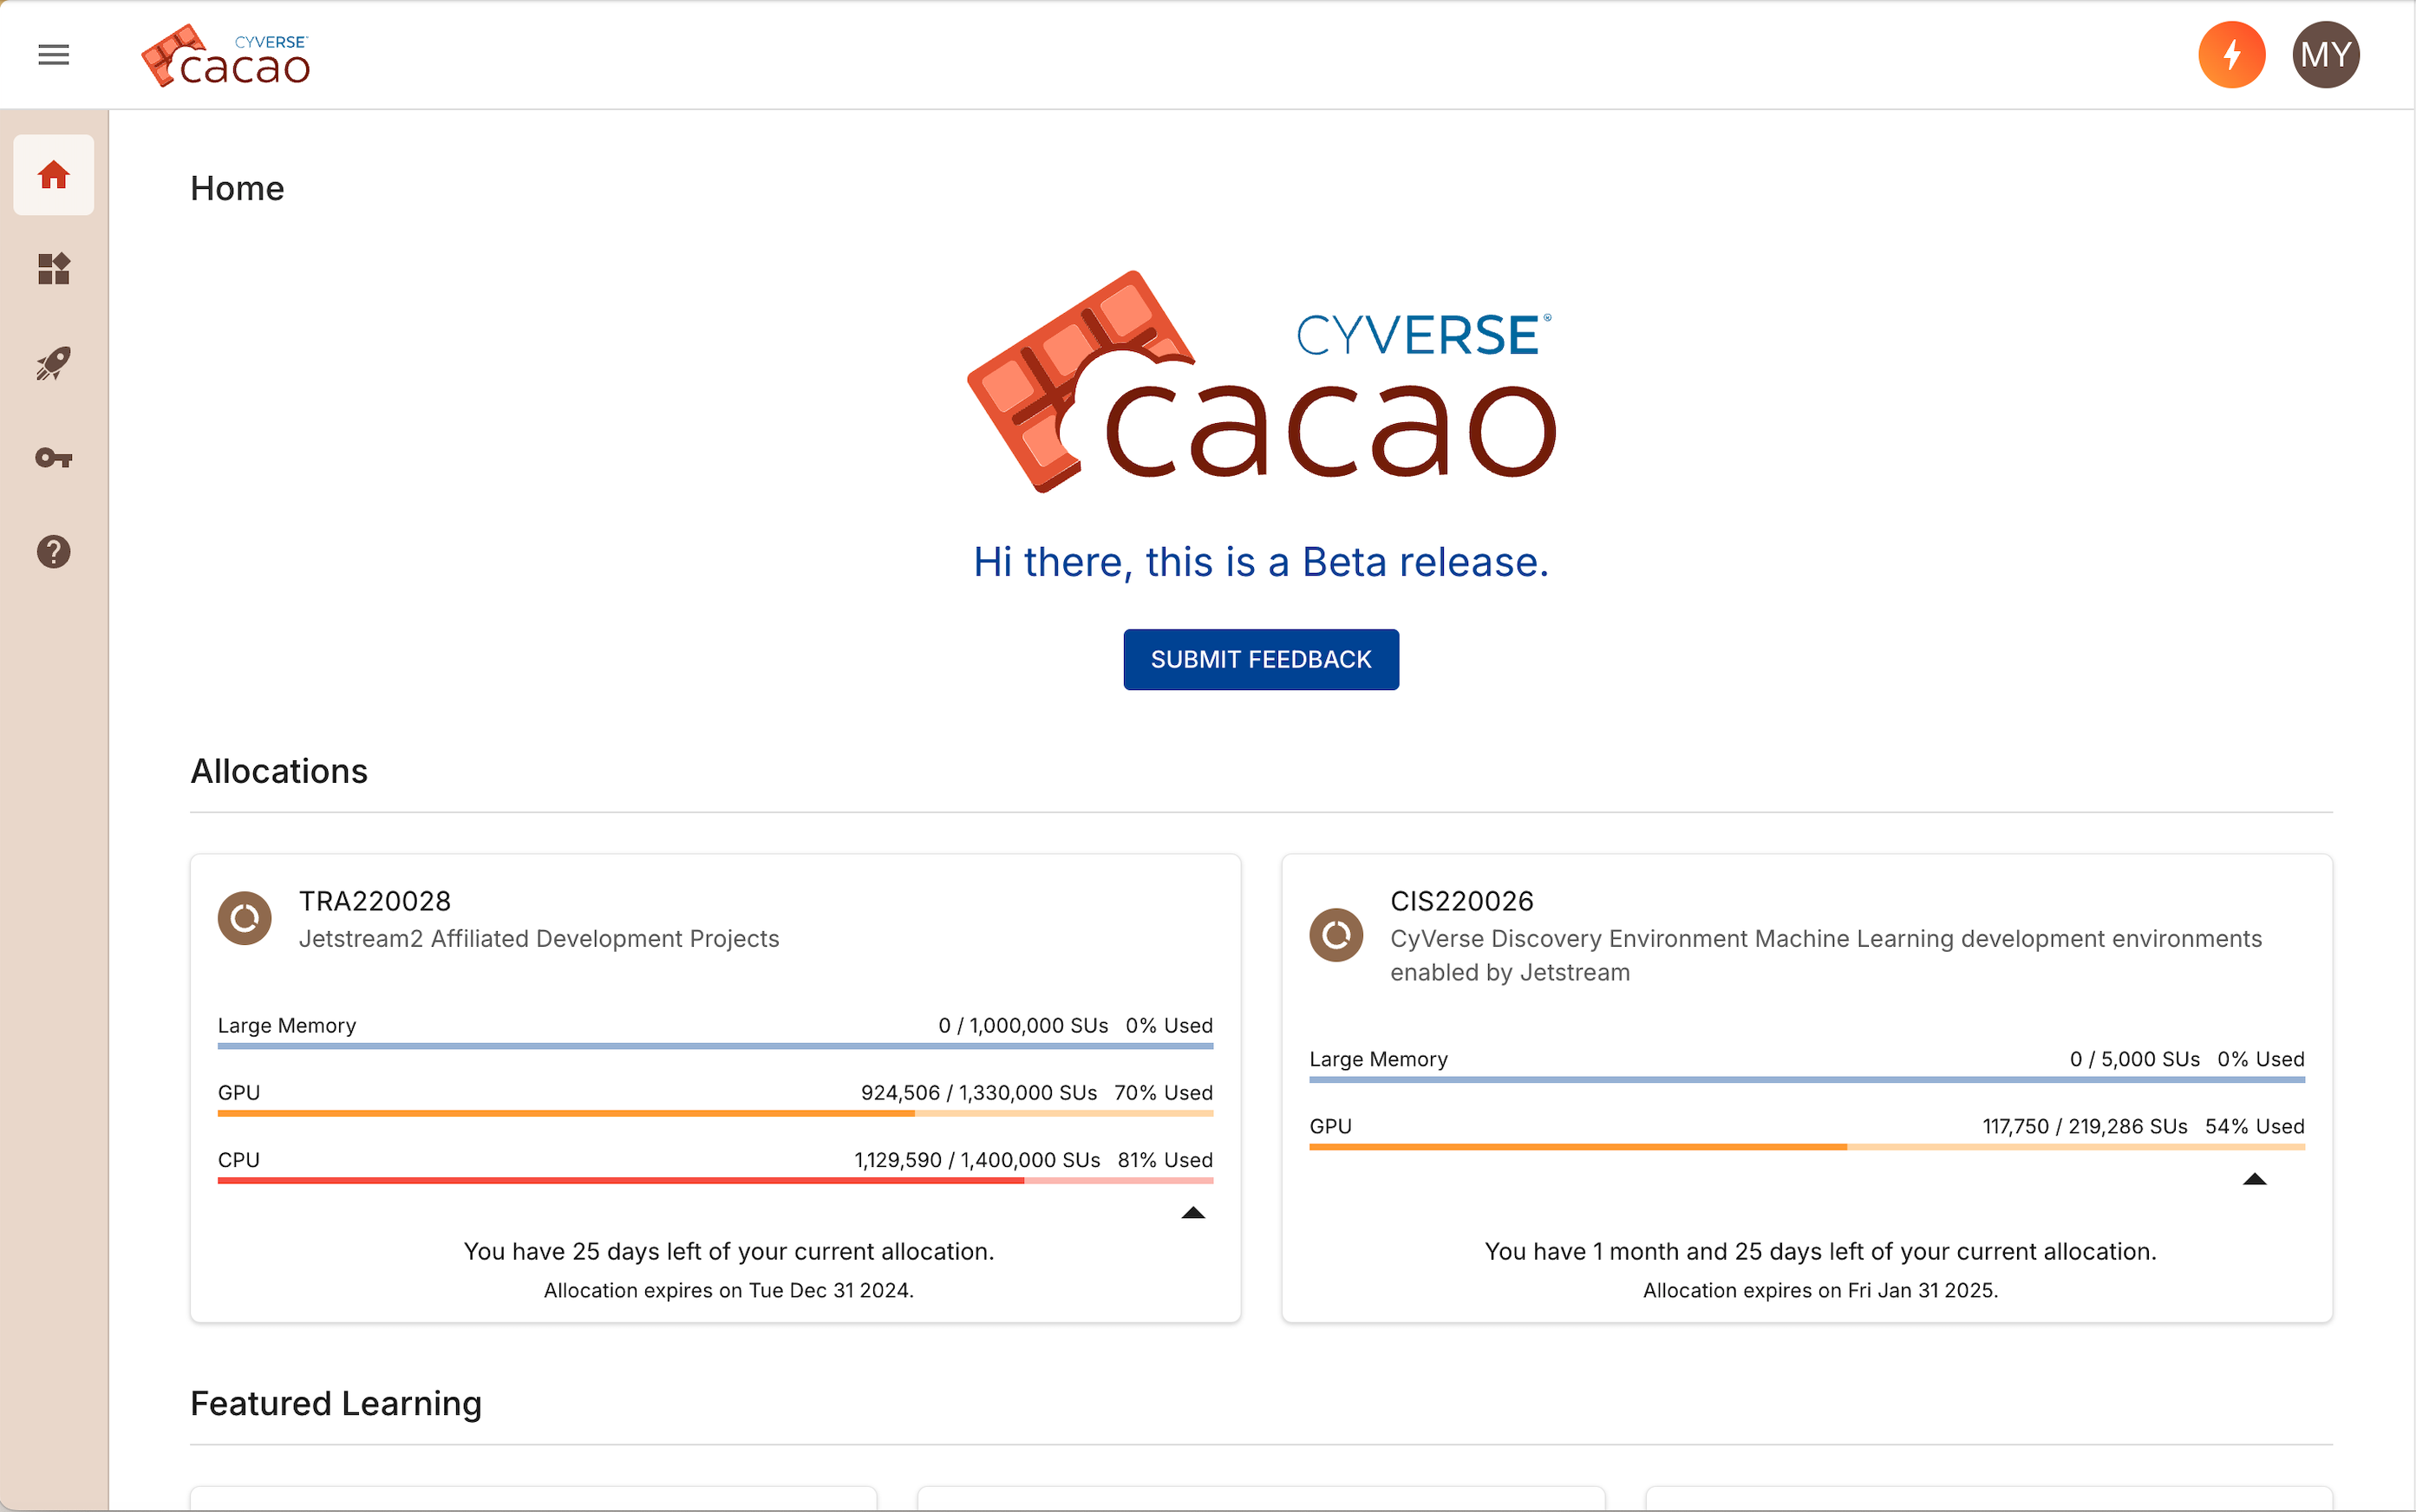 CYVERSE
cacao
MY
Home
CYVERSE®
cacao
Hi there, this is a Beta release.
SUBMIT FEEDBACK
Allocations
TRA220028
Jetstream2 Affiliated Development Projects
Large Memory 0 / 1,000,000 SUs 0% Used
GPU 924,506 / 1,330,000 SUs 70% Used
CPU 1,129,590 / 1,400,000 SUs 81% Used
You have 25 days left of your current allocation.
Allocation expires on Tue Dec 31 2024.
CIS220026
CyVerse Discovery Environment Machine Learning development environments
enabled by Jetstream
Large Memory 0 / 5,000 SUs 0% Used
GPU 117,750 / 219,286 SUs 54% Used
You have 1 month and 25 days left of your current allocation.
Allocation expires on Fri Jan 31 2025.
Featured Learning